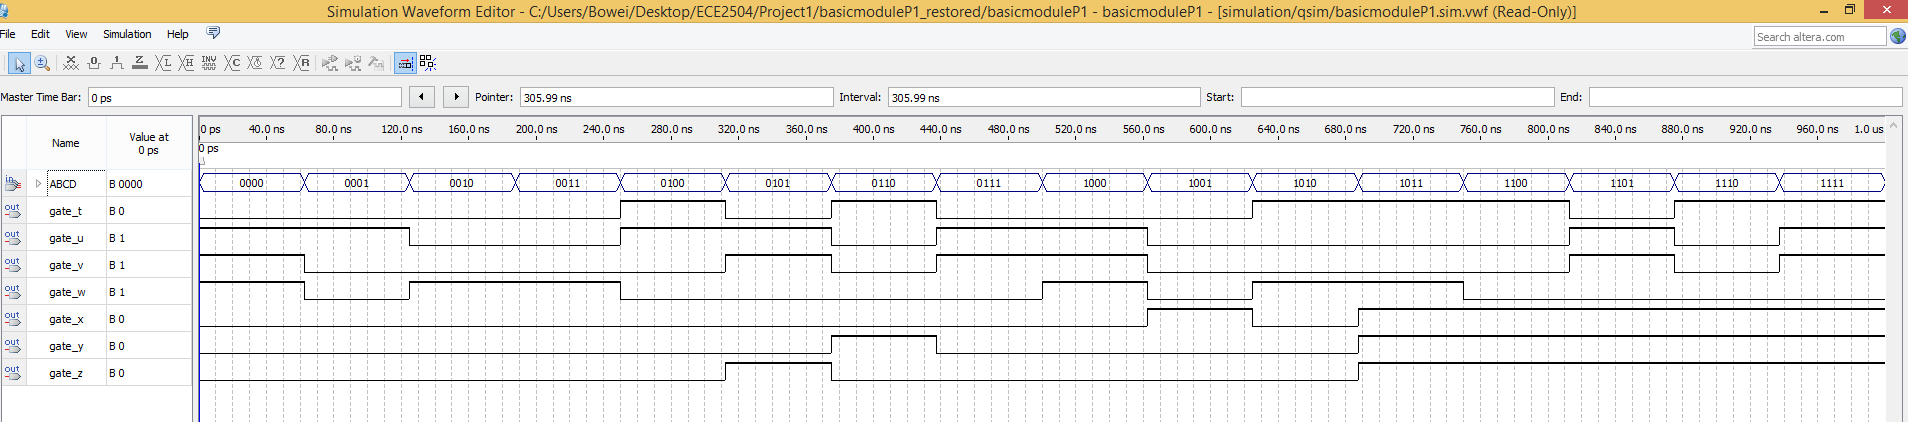 Simulation Waveform Editor - C:/Users/Bowei/Desktop/ECE2504/Project1/basicmoduleP1_restored/basicmoduleP1 - basicmoduleP1 - [simulation/qsim/basicmoduleP1.sim.vwf (Read-Only)]
File Edit View Simulation Help
Search altera.com
Master Time Bar: 0 ps Pointer: 305.99 ns Interval: 305.99 ns Start: End:
Name Value at 0 ps
0 ps 40.0 ns 80.0 ns 120.0 ns 160.0 ns 200.0 ns 240.0 ns 280.0 ns 320.0 ns 360.0 ns 400.0 ns 440.0 ns 480.0 ns 520.0 ns 560.0 ns 600.0 ns 640.0 ns 680.0 ns 720.0 ns 760.0 ns 800.0 ns 840.0 ns 880.0 ns 920.0 ns 960.0 ns 1.0 us
0 ps
in ABCD B 0000 0000 0001 0010 0011 0100 0101 0110 0111 1000 1001 1010 1011 1100 1101 1110 1111
out gate_t B 0
out gate_u B 1
out gate_v B 1
out gate_w B 1
out gate_x B 0
out gate_y B 0
out gate_z B 0